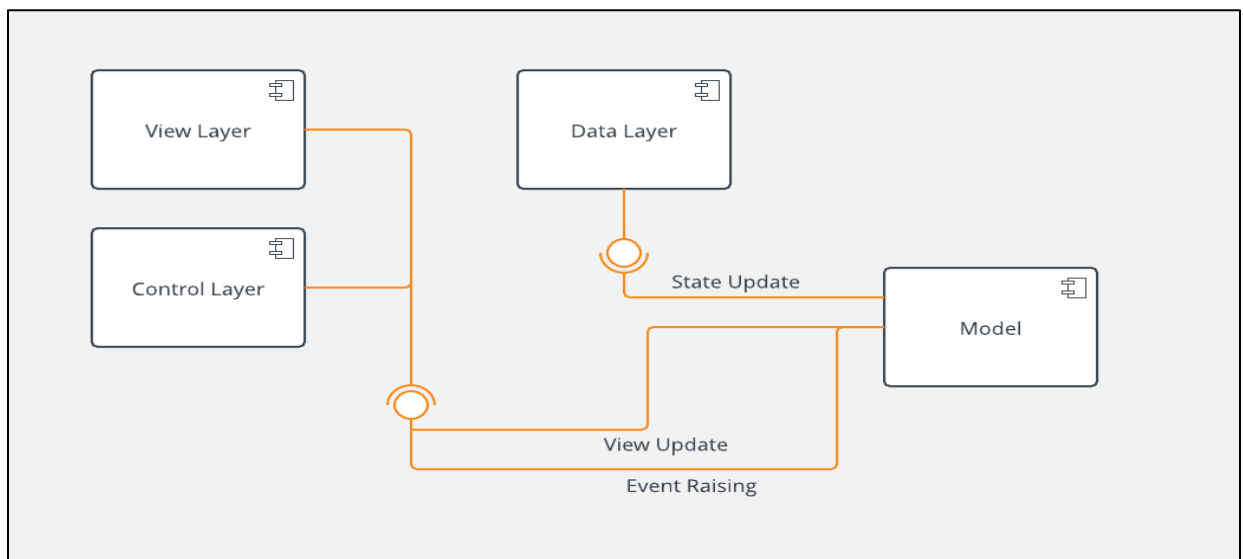 View Layer
Data Layer
Control Layer
State Update
Model
View Update
Event Raising